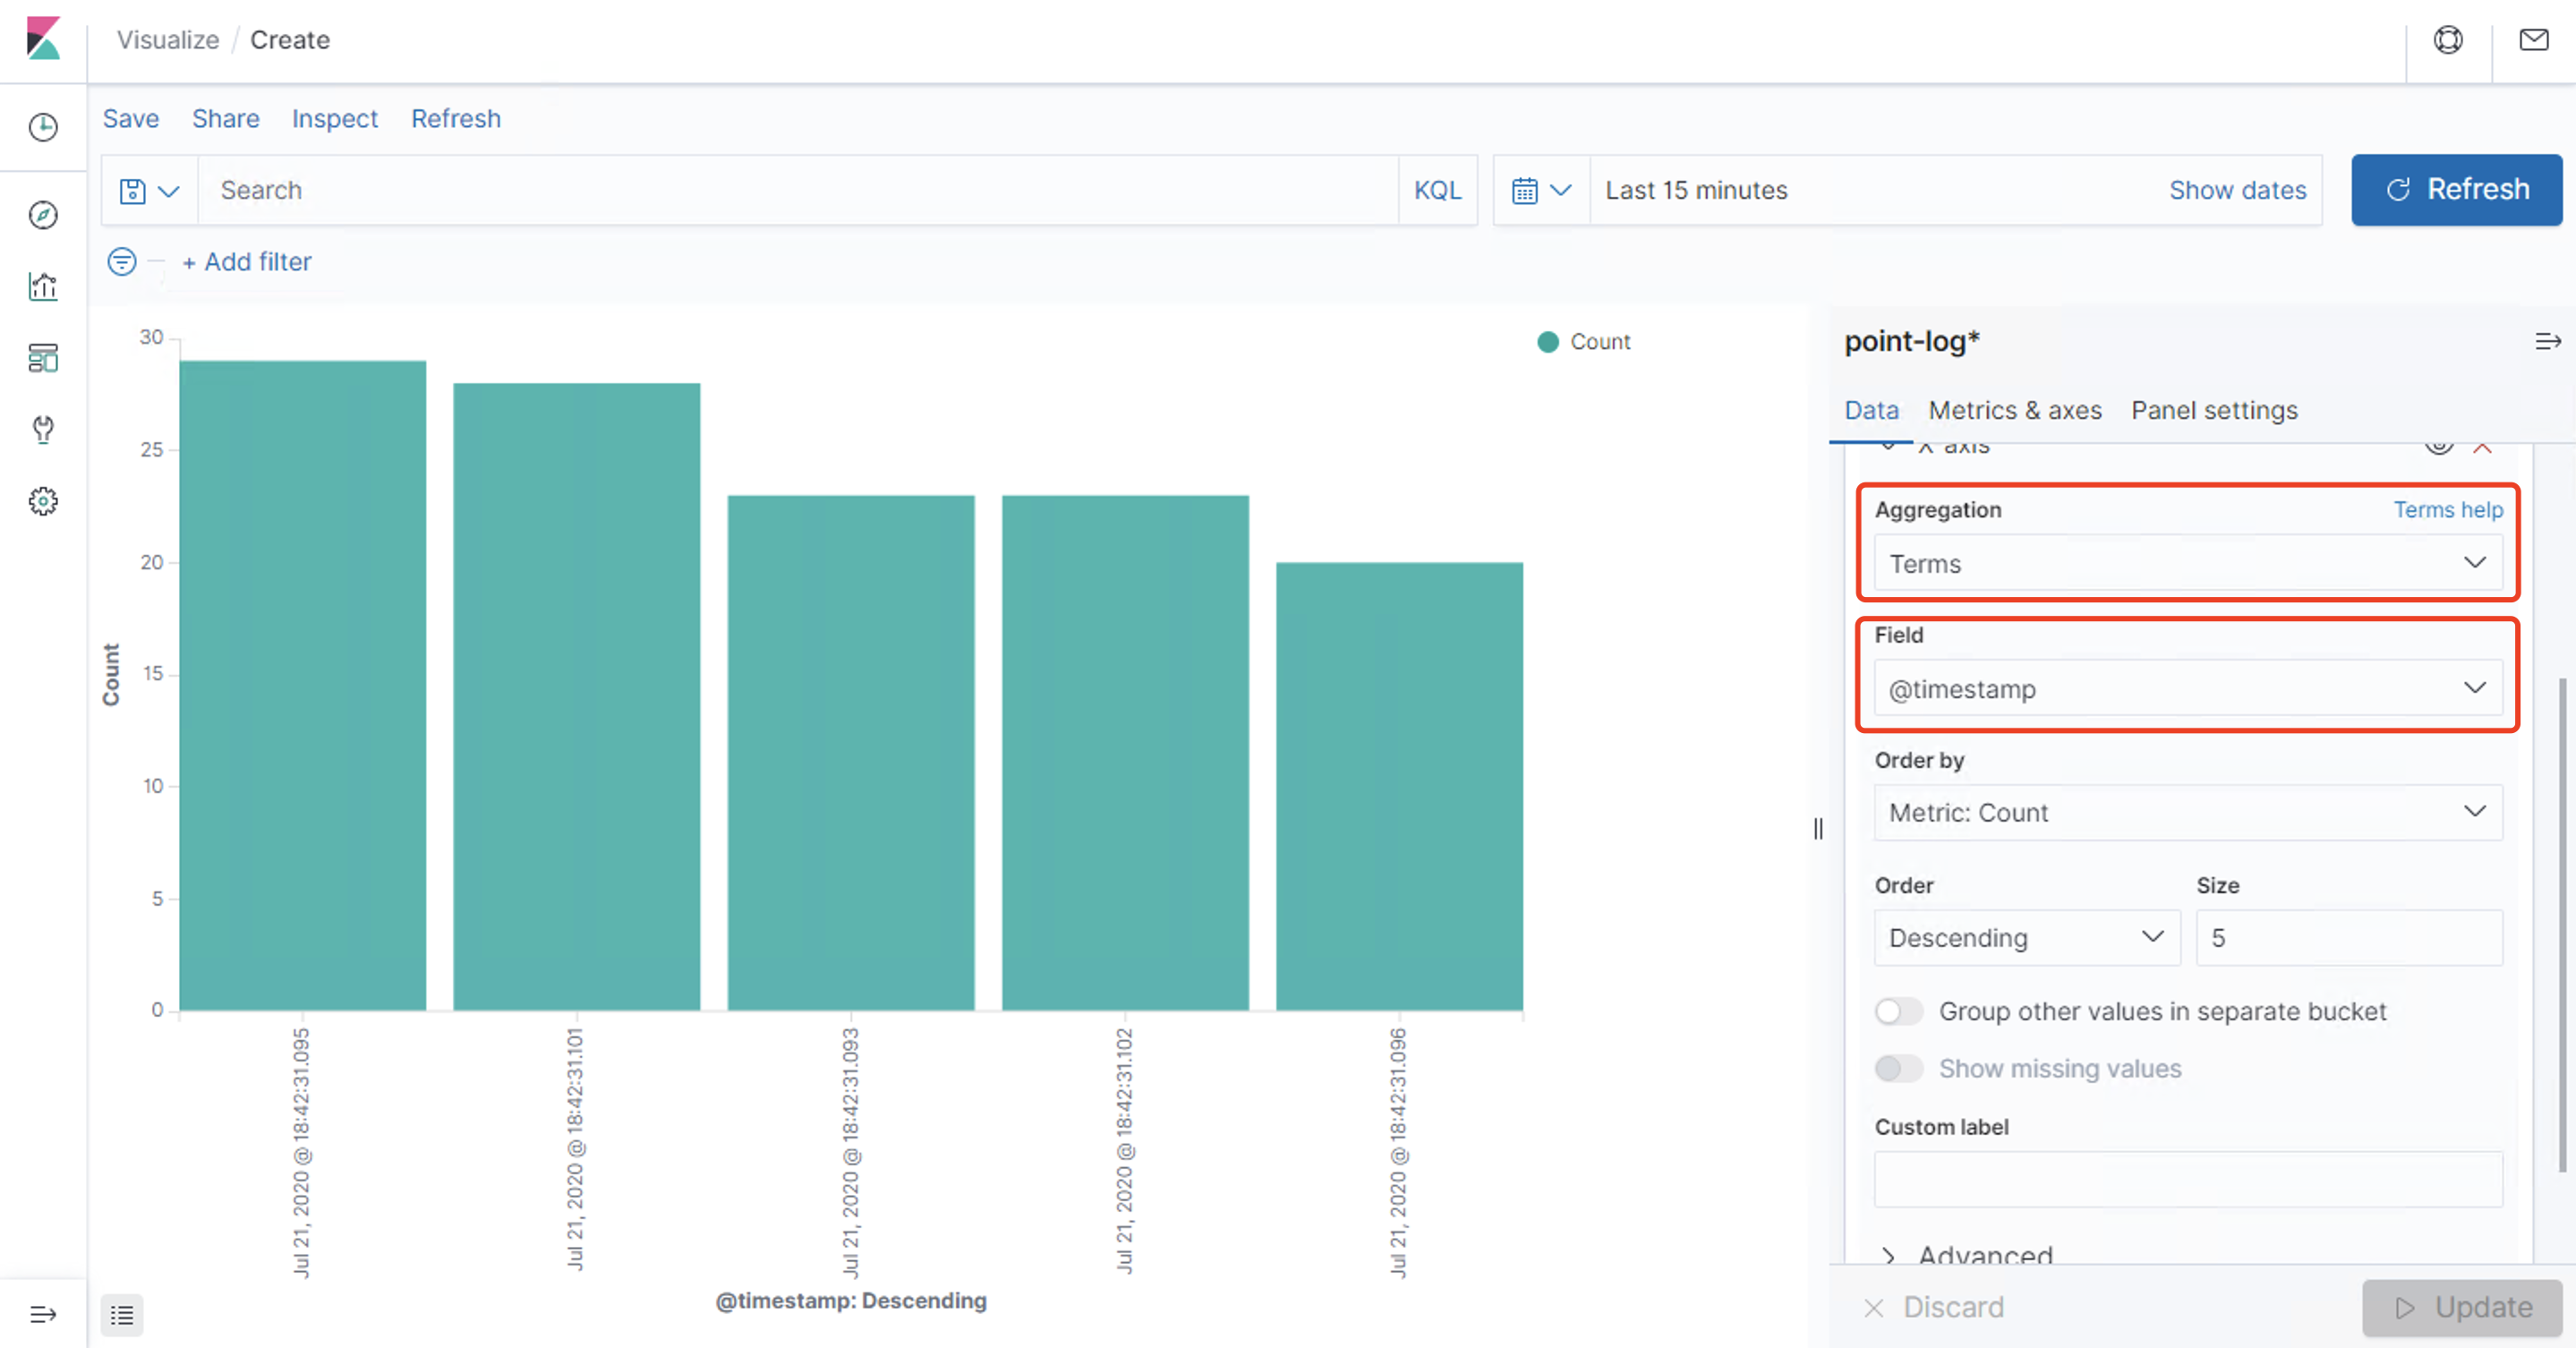 Visualize / Create
Save Share Inspect Refresh
Search KQL Last 15 minutes Show dates Refresh
+ Add filter
30
25
20
15
10
5
0
Count
Count
Jul 21, 2020 @ 18:42:31.095
Jul 21, 2020 @ 18:42:31.101
Jul 21, 2020 @ 18:42:31.093
Jul 21, 2020 @ 18:42:31.102
Jul 21, 2020 @ 18:42:31.096
@timestamp: Descending
point-log*
Data Metrics & axes Panel settings
X axis
Aggregation Terms help
Terms
Field
@timestamp
Order by
Metric: Count
Order Size
Descending 5
Group other values in separate bucket
Show missing values
Custom label
Advanced
Discard Update